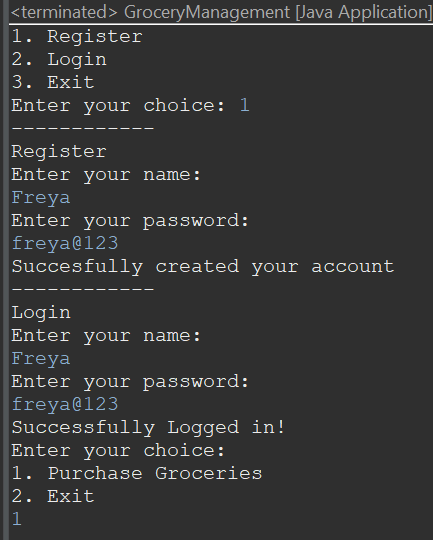 <terminated> GroceryManagement [Java Application]
1. Register
2. Login
3. Exit
Enter your choice: 1
------------
Register
Enter your name:
Freya
Enter your password:
freya@123
Succesfully created your account
------------
Login
Enter your name:
Freya
Enter your password:
freya@123
Successfully Logged in!
Enter your choice:
1. Purchase Groceries
2. Exit
1